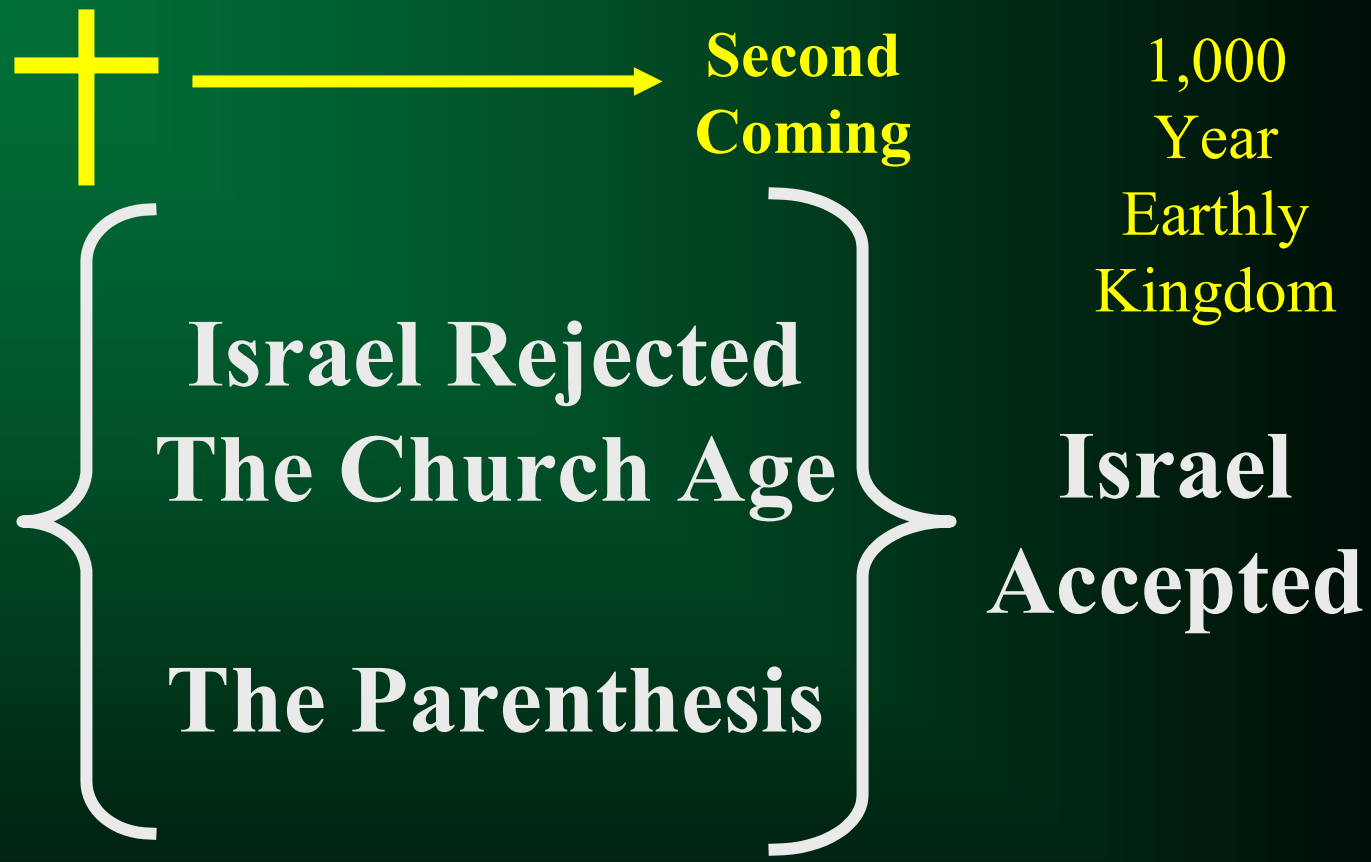 Second
Coming
1,000
Year
Earthly
Kingdom
Israel Rejected
The Church Age
The Parenthesis
Israel
Accepted